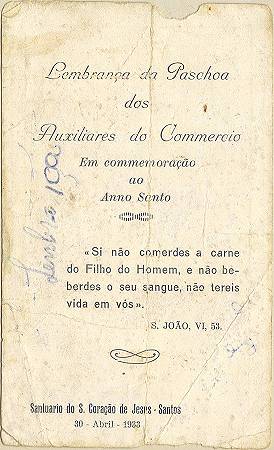 Lembrança da Paschoa
dos
Auxiliares do Commercio
Em commemoração
ao
Anno Santo
«Si não comerdes a carne
do Filho do Homem, e não be-
berdes o seu sangue, não tereis
vida em vós».
S. JOÃO, VI, 53.
Santuario do S. Coração de Jesus - Santos
30 - Abril - 1933